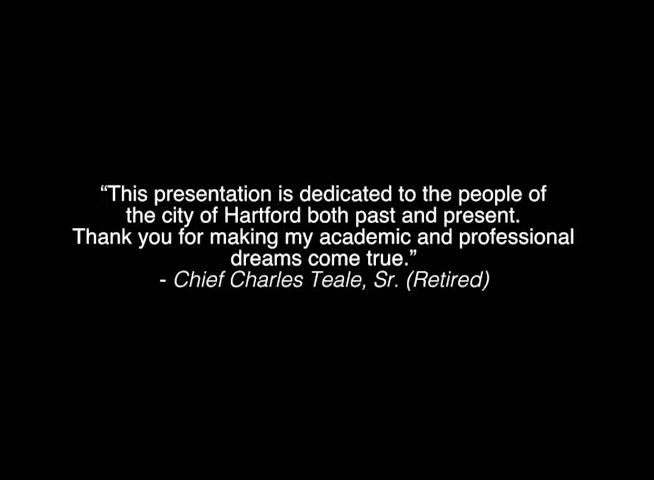 “This presentation is dedicated to the people of
the city of Hartford both past and present.
Thank you for making my academic and professional
dreams come true.”
- Chief Charles Teale, Sr. (Retired)